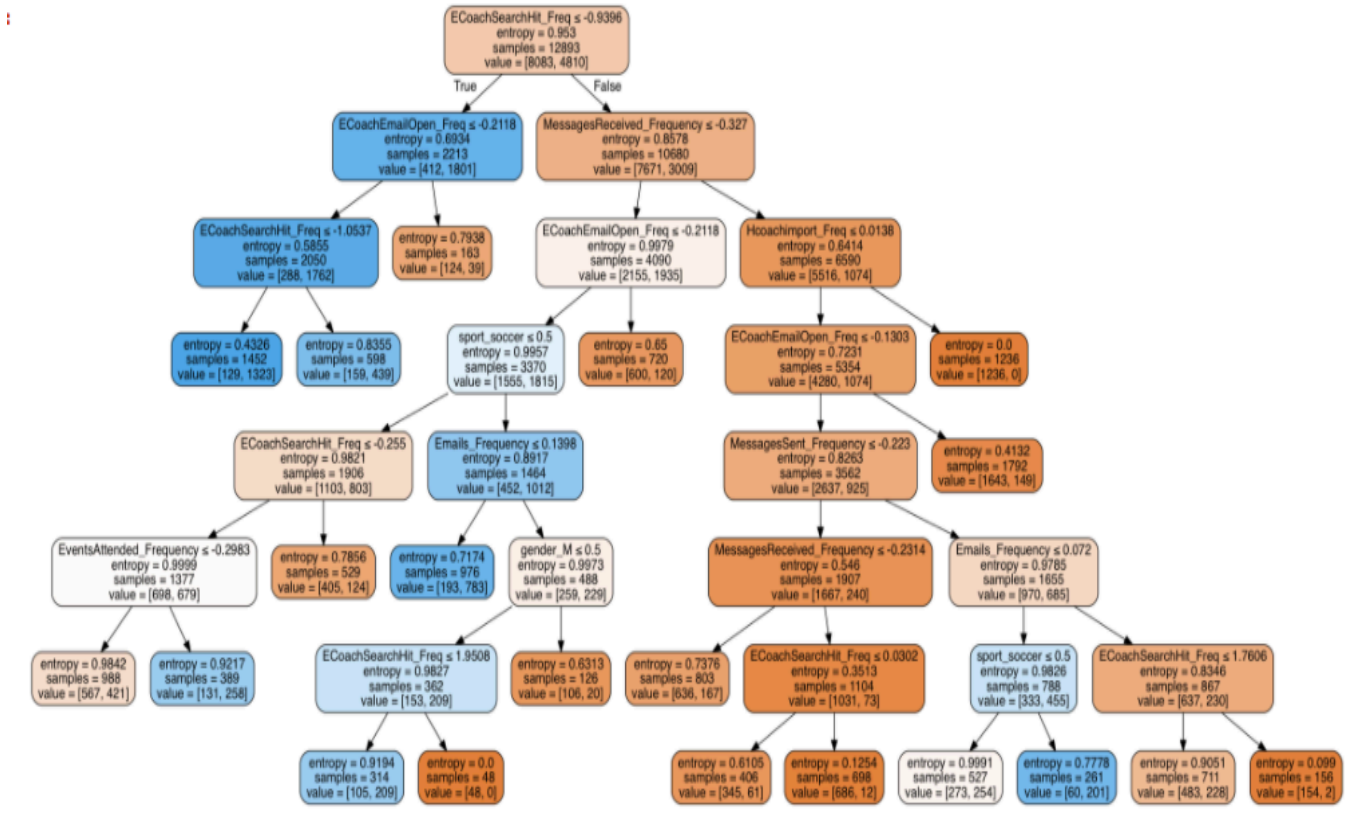 ECoachSearchHit_Freq ≤ -0.9396
entropy = 0.953
samples = 12893
value = [8083, 4810]
True
False
ECoachEmailOpen_Freq ≤ -0.2118
entropy = 0.6934
samples = 2213
value = [412, 1801]
MessagesReceived_Frequency ≤ -0.327
entropy = 0.8578
samples = 10680
value = [7671, 3009]
ECoachSearchHit_Freq ≤ -1.0537
entropy = 0.5855
samples = 2050
value = [288, 1762]
entropy = 0.7938
samples = 163
value = [124, 39]
ECoachEmailOpen_Freq ≤ -0.2118
entropy = 0.9979
samples = 4090
value = [2155, 1935]
Hcoachimport_Freq ≤ 0.0138
entropy = 0.6414
samples = 6590
value = [5516, 1074]
entropy = 0.4326
samples = 1452
value = [129, 1323]
entropy = 0.8355
samples = 598
value = [159, 439]
sport_soccer ≤ 0.5
entropy = 0.9957
samples = 3370
value = [1555, 1815]
entropy = 0.65
samples = 720
value = [600, 120]
ECoachEmailOpen_Freq ≤ -0.1303
entropy = 0.7231
samples = 5354
value = [4280, 1074]
entropy = 0.0
samples = 1236
value = [1236, 0]
ECoachSearchHit_Freq ≤ -0.255
entropy = 0.9821
samples = 1906
value = [1103, 803]
Emails_Frequency ≤ 0.1398
entropy = 0.8917
samples = 1464
value = [452, 1012]
MessagesSent_Frequency ≤ -0.223
entropy = 0.8263
samples = 3562
value = [2637, 925]
entropy = 0.4132
samples = 1792
value = [1643, 149]
EventsAttended_Frequency ≤ -0.2983
entropy = 0.9999
samples = 1377
value = [698, 679]
entropy = 0.7856
samples = 529
value = [405, 124]
entropy = 0.7174
samples = 976
value = [193, 783]
gender_M ≤ 0.5
entropy = 0.9973
samples = 488
value = [259, 229]
MessagesReceived_Frequency ≤ -0.2314
entropy = 0.546
samples = 1907
value = [1667, 240]
Emails_Frequency ≤ 0.072
entropy = 0.9785
samples = 1655
value = [970, 685]
entropy = 0.9842
samples = 988
value = [567, 421]
entropy = 0.9217
samples = 389
value = [131, 258]
ECoachSearchHit_Freq ≤ 1.9508
entropy = 0.9827
samples = 362
value = [153, 209]
entropy = 0.6313
samples = 126
value = [106, 20]
entropy = 0.7376
samples = 803
value = [636, 167]
ECoachSearchHit_Freq ≤ 0.0302
entropy = 0.3513
samples = 1104
value = [1031, 73]
sport_soccer ≤ 0.5
entropy = 0.9826
samples = 788
value = [333, 455]
ECoachSearchHit_Freq ≤ 1.7606
entropy = 0.8346
samples = 867
value = [637, 230]
entropy = 0.9194
samples = 314
value = [105, 209]
entropy = 0.0
samples = 48
value = [48, 0]
entropy = 0.6105
samples = 406
value = [345, 61]
entropy = 0.1254
samples = 698
value = [686, 12]
entropy = 0.9991
samples = 527
value = [273, 254]
entropy = 0.7778
samples = 261
value = [60, 201]
entropy = 0.9051
samples = 711
value = [483, 228]
entropy = 0.099
samples = 156
value = [154, 2]